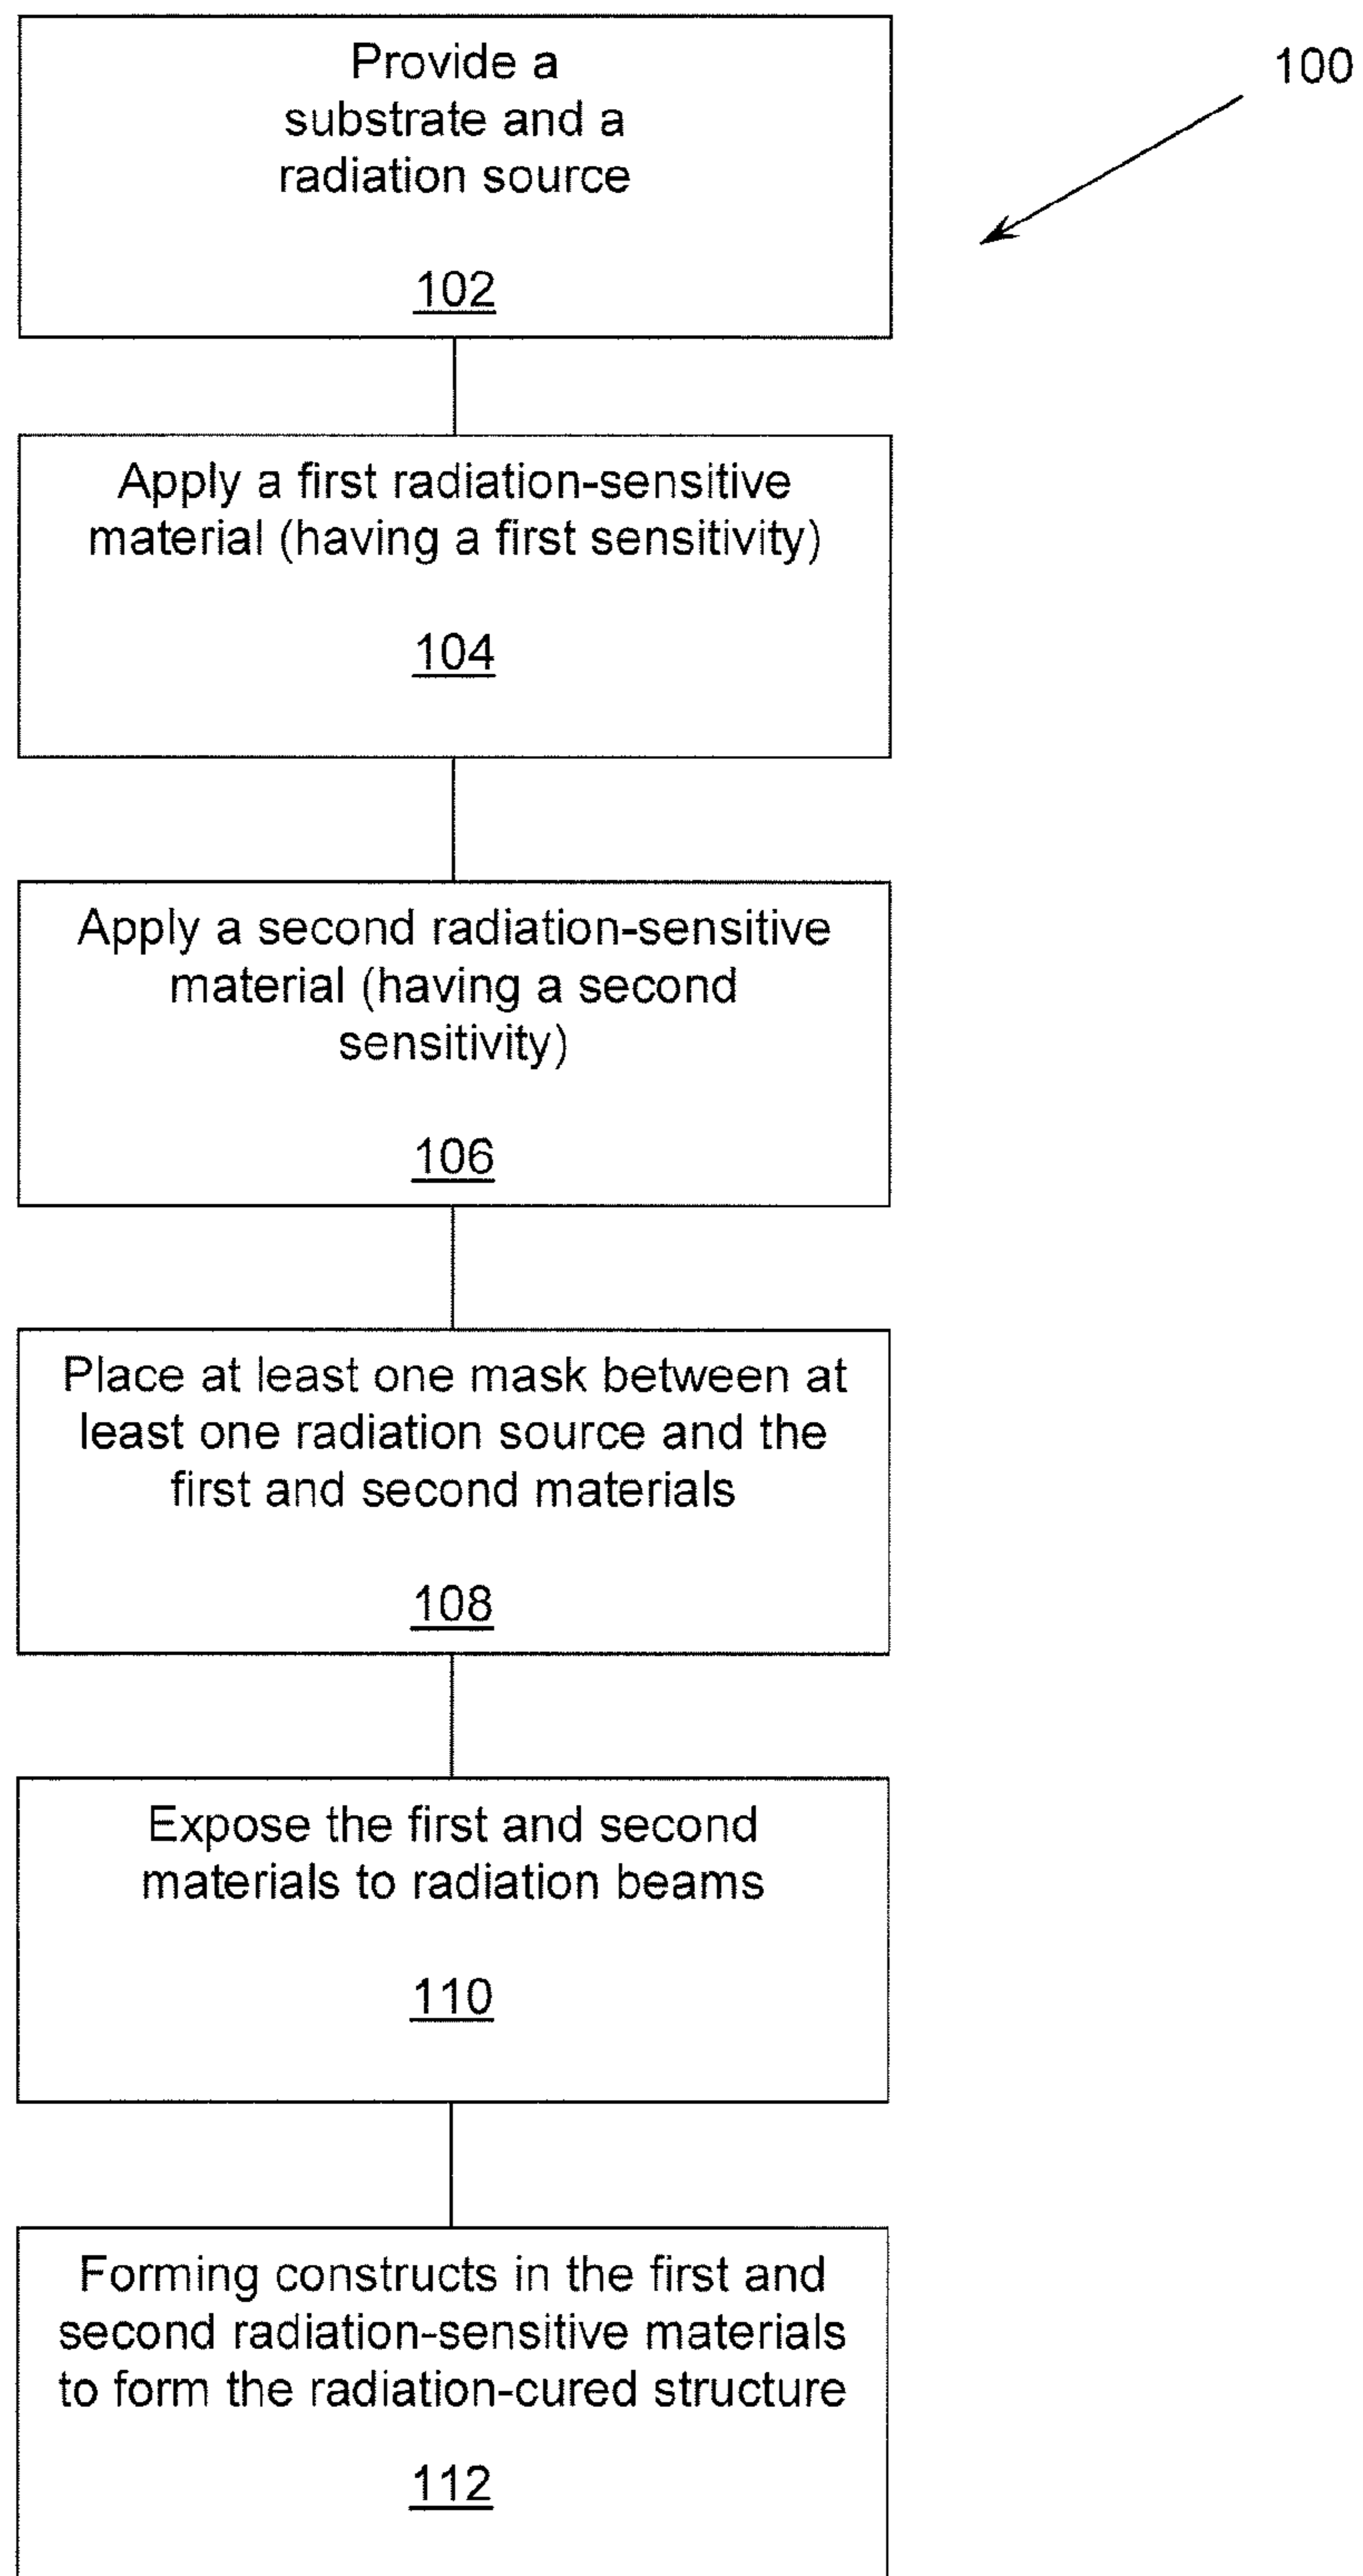 100
Provide a
substrate and a
radiation source
102
Apply a first radiation-sensitive
material (having a first sensitivity)
104
Apply a second radiation-sensitive
material (having a second
sensitivity)
106
Place at least one mask between at
least one radiation source and the
first and second materials
108
Expose the first and second
materials to radiation beams
110
Forming constructs in the first and
second radiation-sensitive materials
to form the radiation-cured structure
112